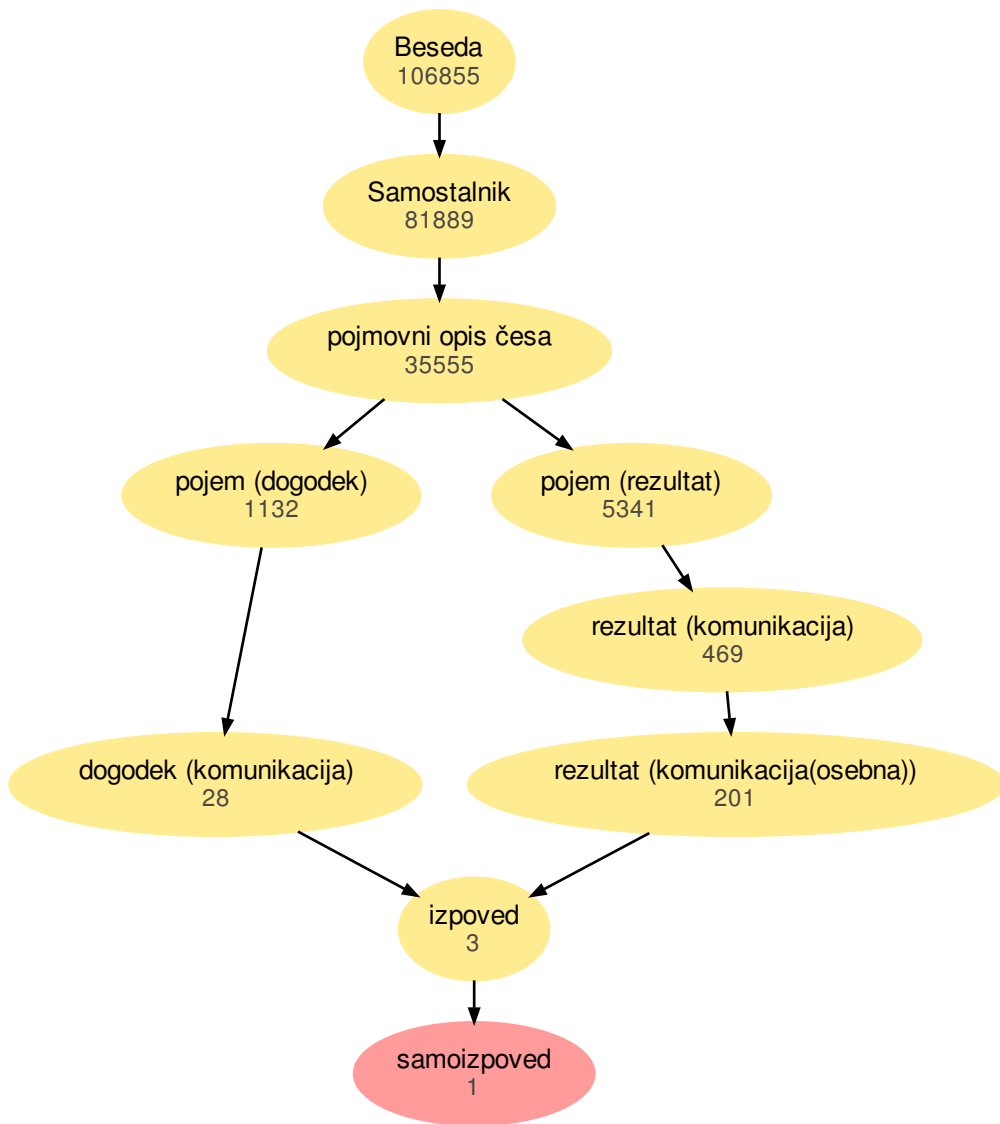 Beseda
106855
Samostalnik
81889
pojmovni opis česa
35555
pojem (dogodek)
1132
pojem (rezultat)
5341
rezultat (komunikacija)
469
dogodek (komunikacija)
28
rezultat (komunikacija(osebna))
201
izpoved
3
samoizpoved
1